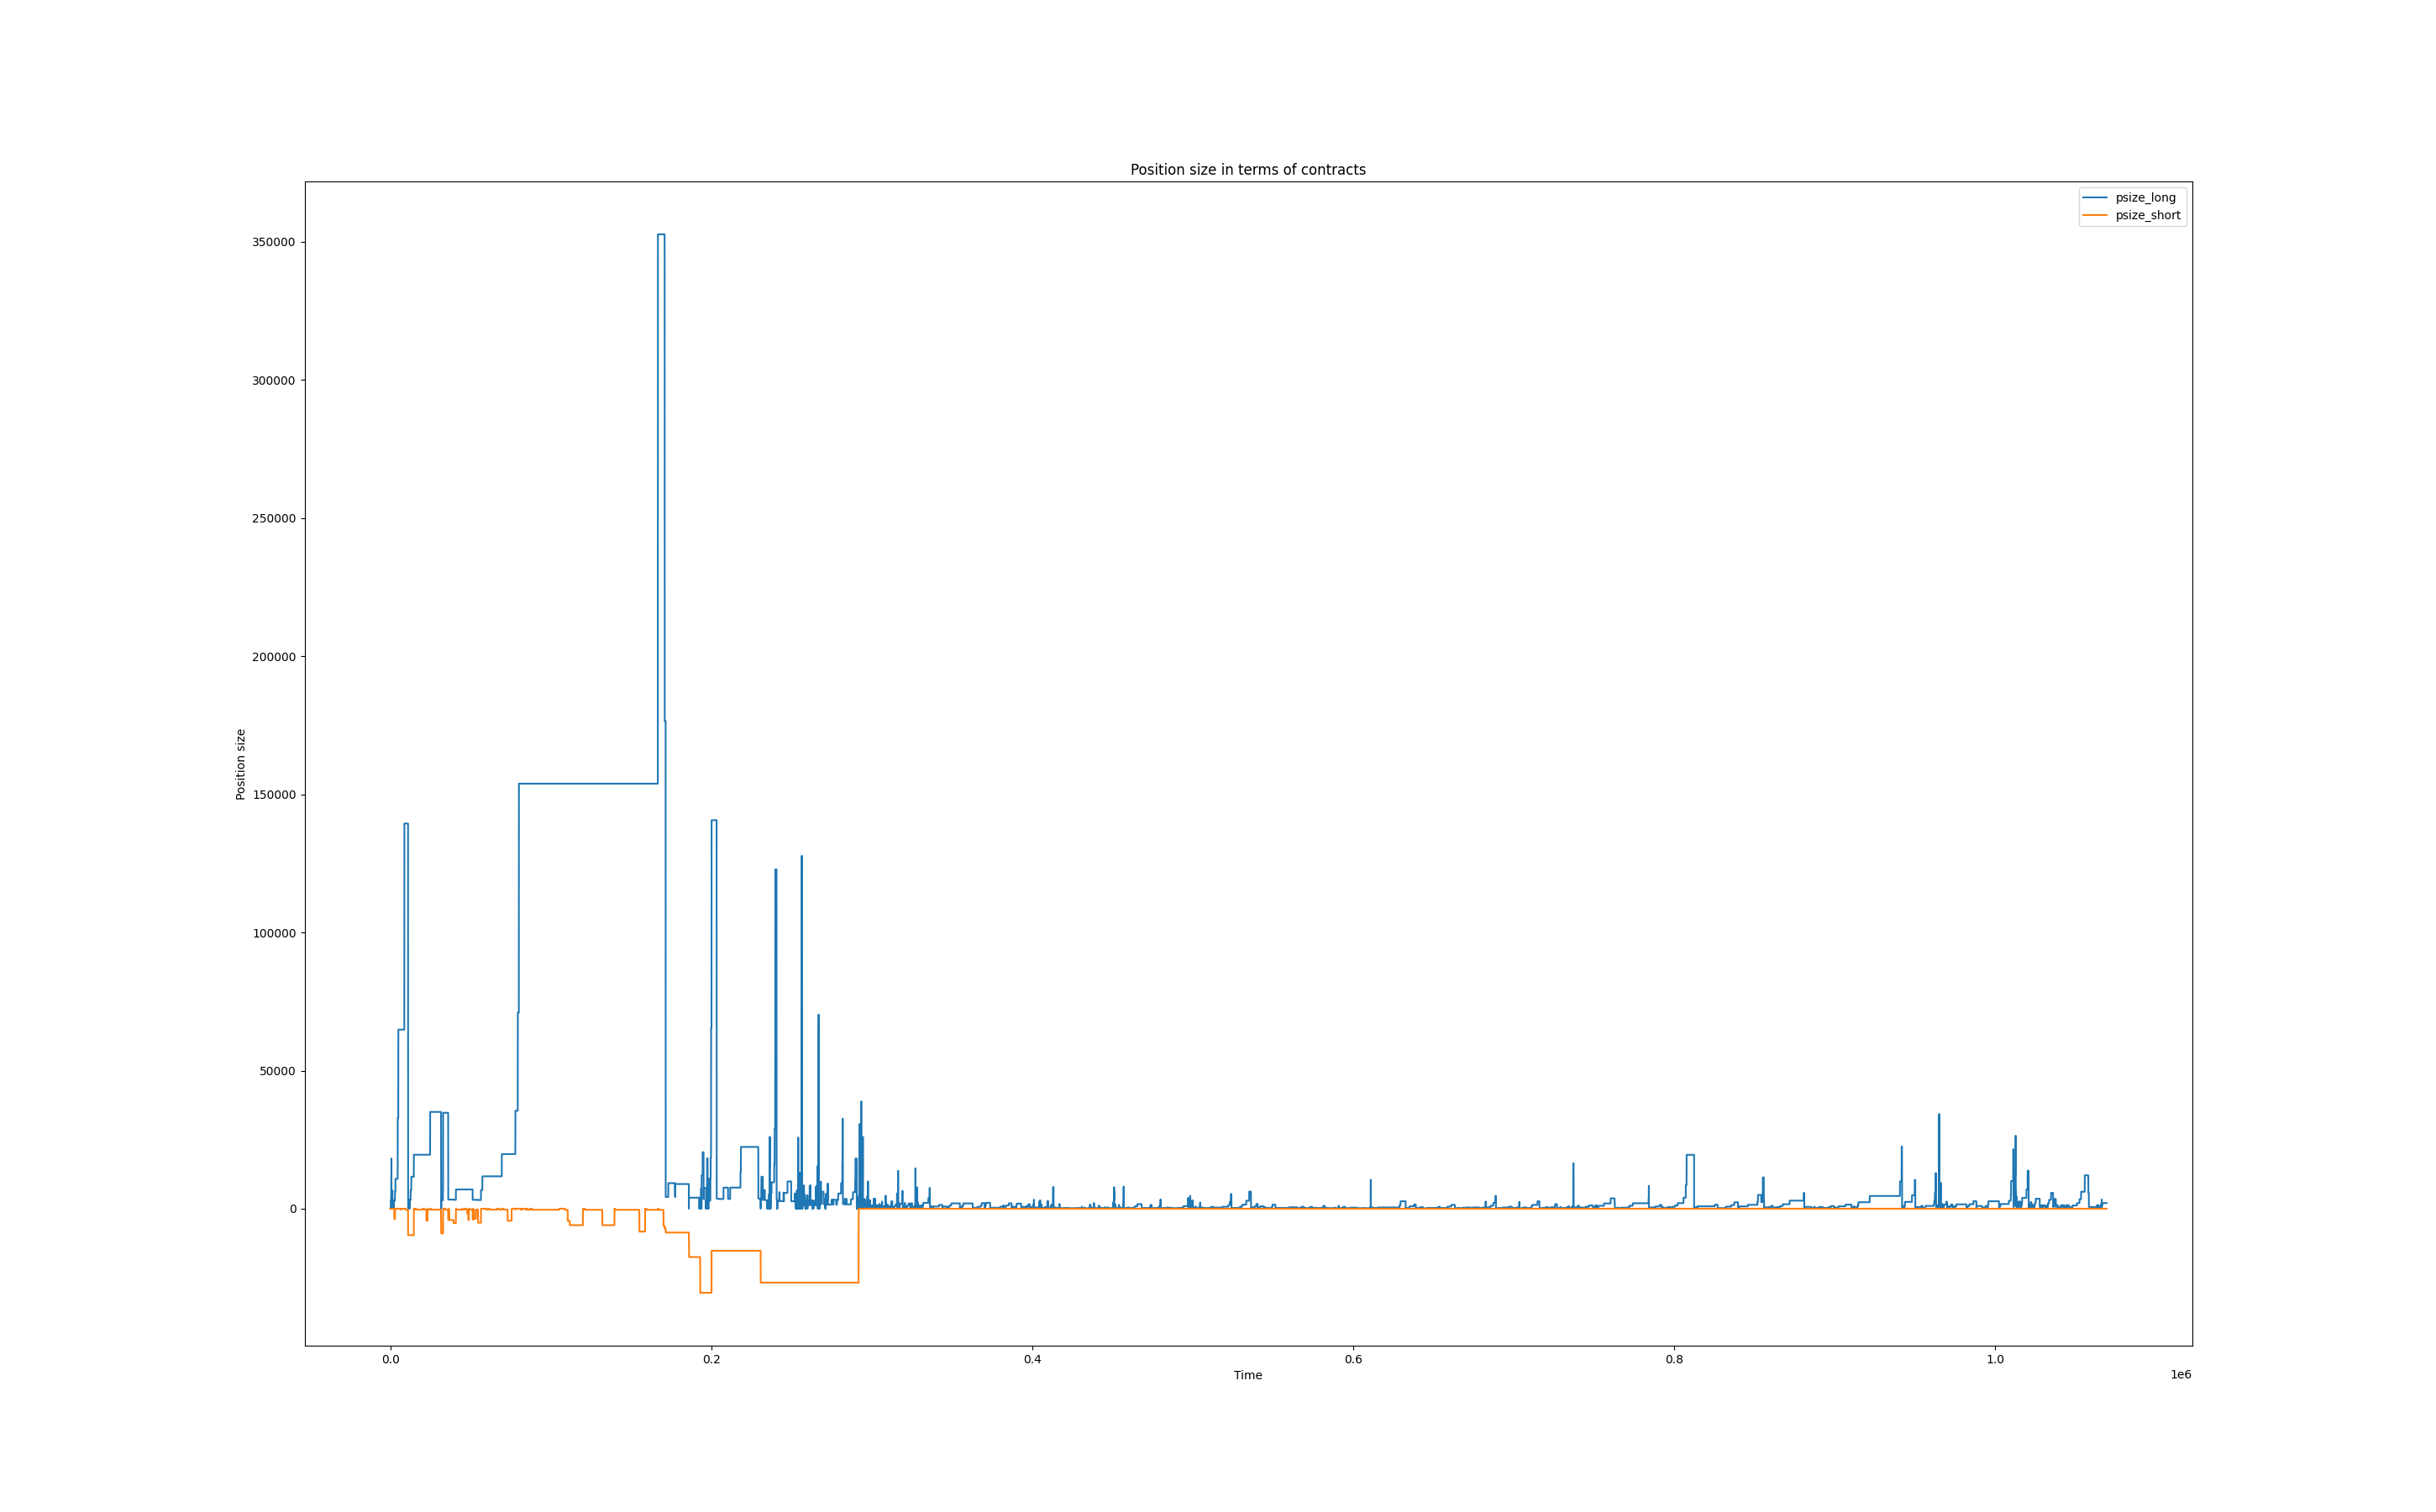 Position size in terms of contracts
psize_long
psize_short
Position size
350000
300000
250000
200000
150000
100000
50000
0
0.0
0.2
0.4
0.6
0.8
1.0
Time
1e6